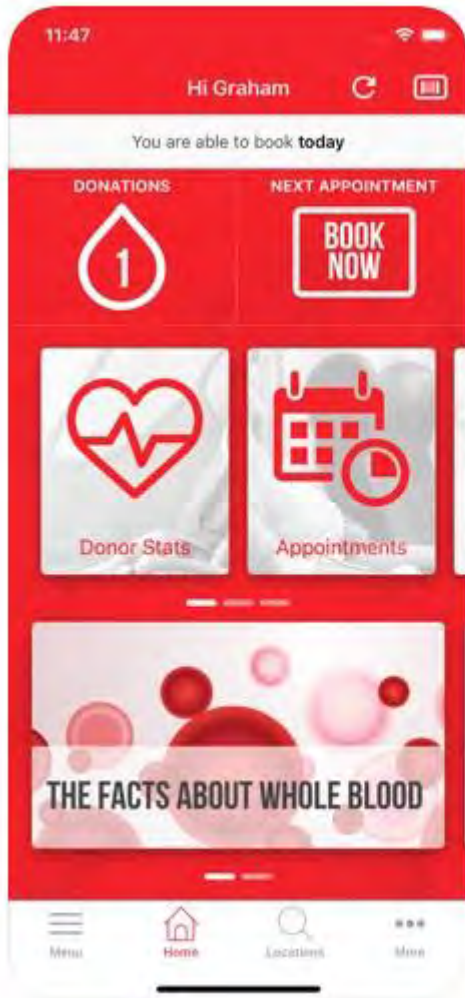 11:47
Hi Graham
You are able to book today
DONATIONS
NEXT APPOINTMENT
1
BOOK
NOW
Donor Stats
Appointments
THE FACTS ABOUT WHOLE BLOOD
Menu
Home
Locations
More